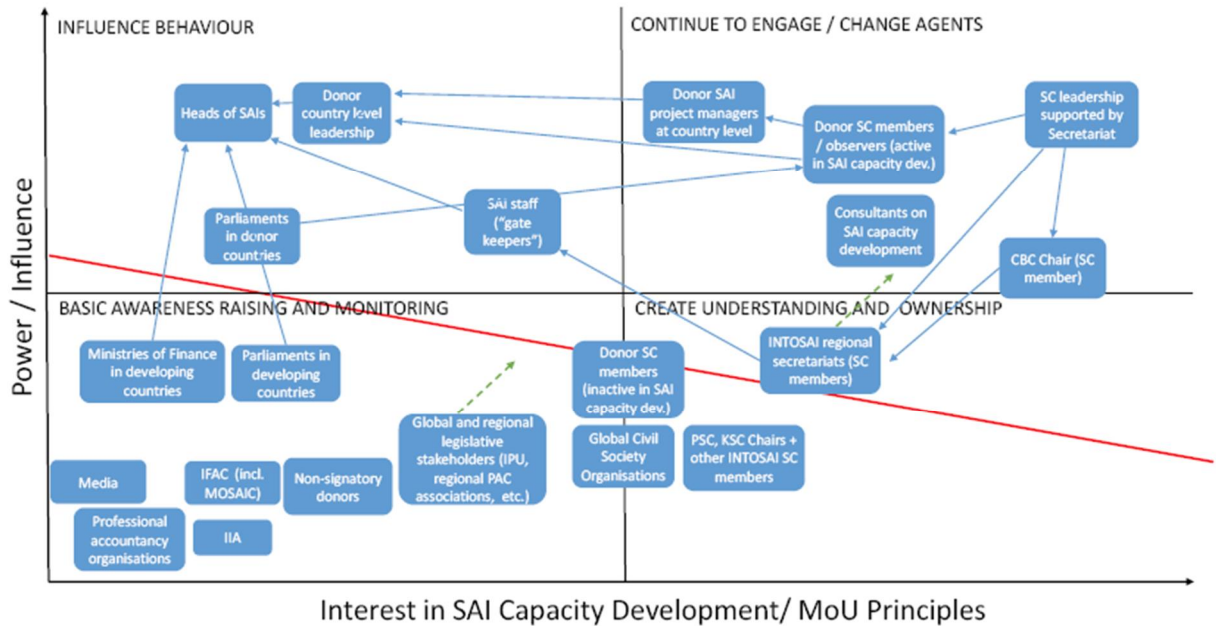 INFLUENCE BEHAVIOUR
CONTINUE TO ENGAGE / CHANGE AGENTS
Heads of SAIs
Donor
country level
leadership
Donor SAI
project managers
at country level
Donor SC members
/ observers (active
in SAI capacity dev.)
SC leadership
supported by
Secretariat
Parliaments
in donor
countries
SAI staff
("gate
keepers")
Consultants on
SAI capacity
development
CBC Chair (SC
member)
BASIC AWARENESS RAISING AND MONITORING
CREATE UNDERSTANDING AND OWNERSHIP
Ministries of Finance
in developing
countries
Parliaments in
developing
countries
Donor SC
members
(inactive in SAI
capacity dev.)
INTOSAI regional
secretariats (SC
members)
Global and regional
legislative
stakeholders (IPU,
regional PAC
associations, etc.)
Global Civil
Society
Organisations
PSC, KSC Chairs +
other INTOSAI SC
members
Media
IFAC (incl.
MOSAIC)
Non-signatory
donors
Professional
accountancy
organisations
IIA
Power / Influence
Interest in SAI Capacity Development/ MoU Principles